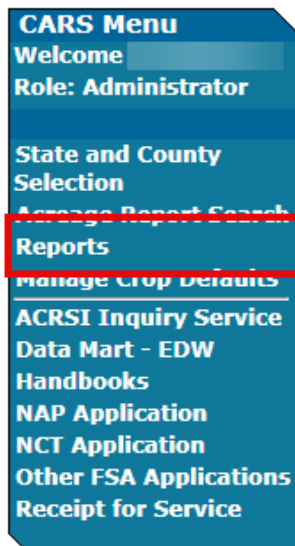 CARS Menu
Welcome
Role: Administrator
State and County
Selection
Acreage Report Search
Reports
Manage Crop Defaults
ACRSI Inquiry Service
Data Mart - EDW
Handbooks
NAP Application
NCT Application
Other FSA Applications
Receipt for Service